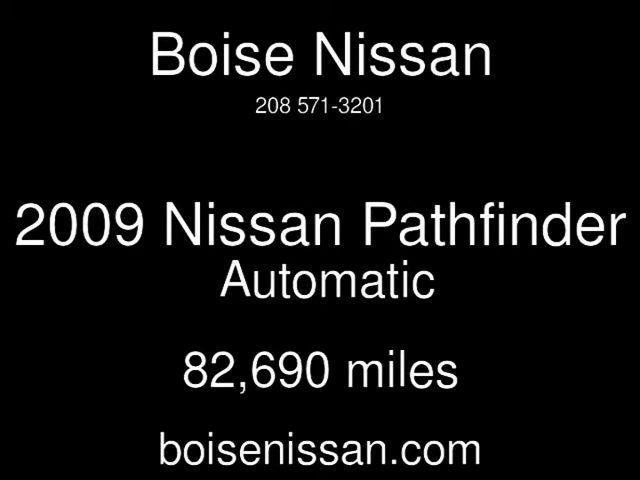 Boise Nissan
208 571-3201
2009 Nissan Pathfinder
Automatic
82,690 miles
boisenissan.com